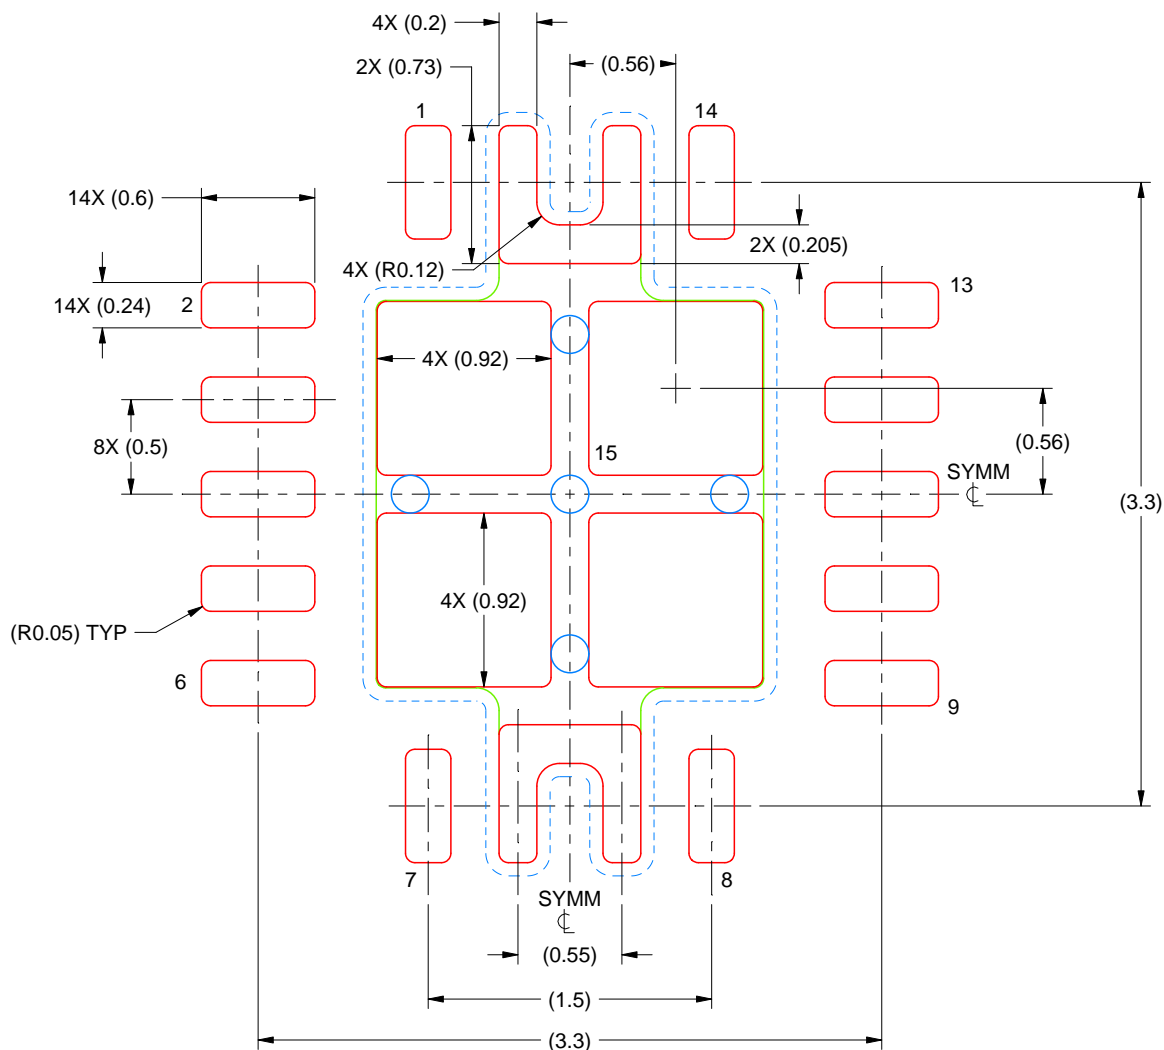 4X (0.2)
2X (0.73)
(0.56)
1
14
14X (0.6)
2X (0.205)
4X (R0.12)
14X (0.24)
2
13
4X (0.92)
8X (0.5)
(0.56)
15
SYMM
℄
(3.3)
4X (0.92)
(R0.05) TYP
6
9
7
8
SYMM
℄
(0.55)
(1.5)
(3.3)